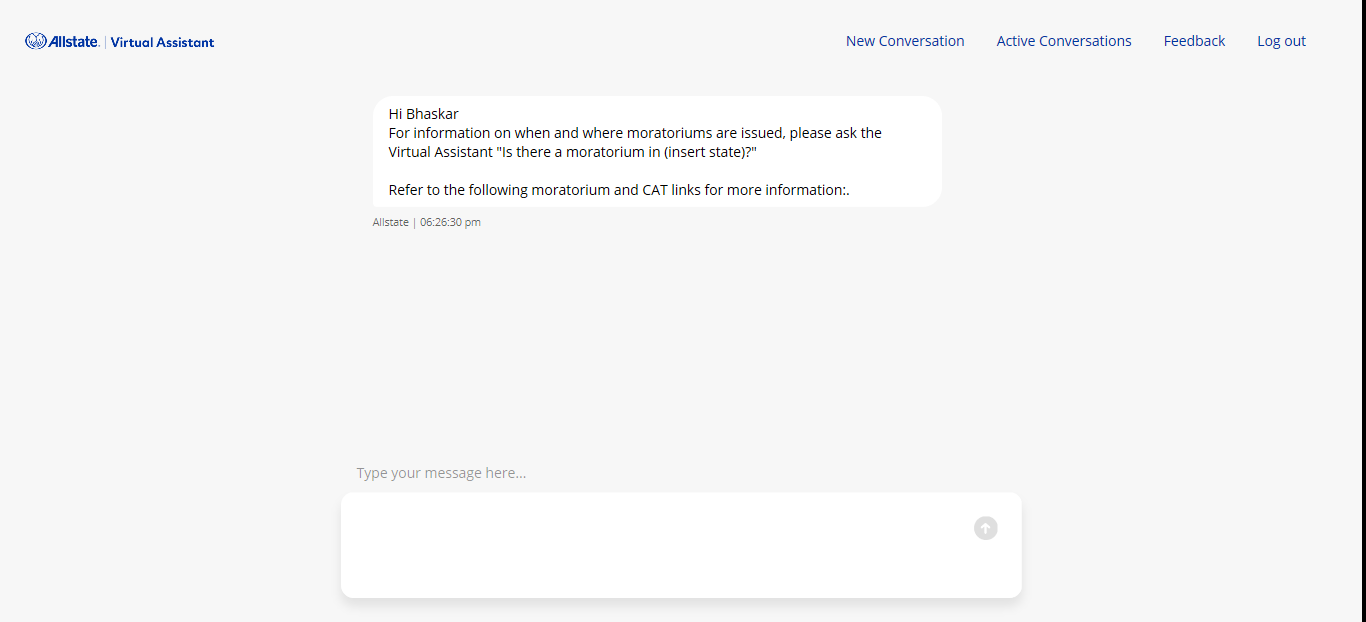 Allstate. | Virtual Assistant
New Conversation Active Conversations Feedback Log out
Hi Bhaskar
For information on when and where moratoriums are issued, please ask the
Virtual Assistant "Is there a moratorium in (insert state)?"
Refer to the following moratorium and CAT links for more information:.
Allstate | 06:26:30 pm
Type your message here...